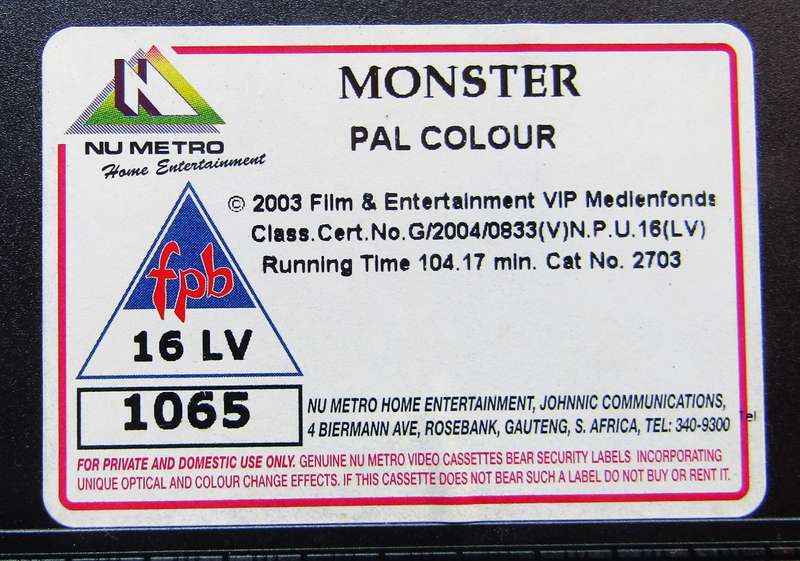 MONSTER
PAL COLOUR
NU METRO
Home Entertainment
© 2003 Film & Entertainment VIP Medienfonds
Class.Cert.No.G/2004/0833(V)N.P.U.16(LV)
Running Time 104.17 min. Cat No. 2703
fpb
16 LV
1065
NU METRO HOME ENTERTAINMENT, JOHNNIC COMMUNICATIONS,
4 BIERMANN AVE, ROSEBANK, GAUTENG, S. AFRICA, TEL: 340-9300 Tel
FOR PRIVATE AND DOMESTIC USE ONLY. GENUINE NU METRO VIDEO CASSETTES BEAR SECURITY LABELS INCORPORATING
UNIQUE OPTICAL AND COLOUR CHANGE EFFECTS. IF THIS CASSETTE DOES NOT BEAR SUCH A LABEL DO NOT BUY OR RENT IT.